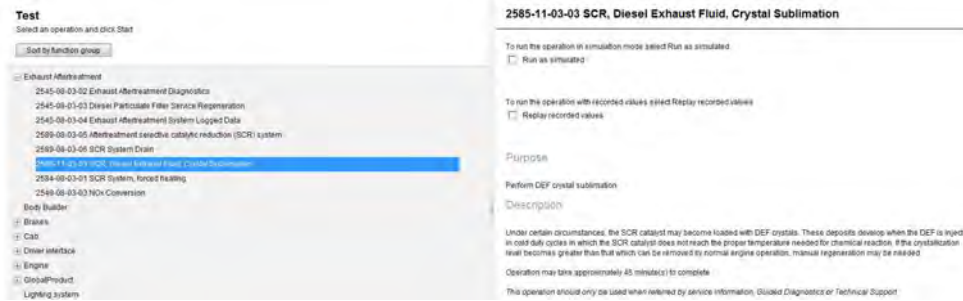 Test
Select an operation and click Start
Sort by function group
Exhaust Aftertreatment
2545-08-03-02 Exhaust Aftertreatment Diagnostics
2545-08-03-03 Diesel Particulate Filter Service Regeneration
2545-08-03-04 Exhaust Aftertreatment System Logged Data
2589-08-03-05 Aftertreatment selective catalytic reduction (SCR) system
2589-08-03-06 SCR System Drain
2585-11-03-03 SCR, Diesel Exhaust Fluid, Crystal Sublimation
2584-08-03-01 SCR System, forced heating
2549-08-03-03 NOx Conversion
Body Builder
Brakes
Cab
Driver interface
Engine
GlobalProduct
Lighting system
2585-11-03-03 SCR, Diesel Exhaust Fluid, Crystal Sublimation
To run the operation in simulation mode select Run as simulated
Run as simulated
To run the operation with recorded values select Replay recorded values
Replay recorded values
Purpose
Perform DEF crystal sublimation
Description
Under certain circumstances, the SCR catalyst may become loaded with DEF crystals. These deposits develop when the DEF is inject
in cold duty cycles in which the SCR catalyst does not reach the proper temperature needed for chemical reaction. If the crystallization
level becomes greater than that which can be removed by normal engine operation, manual regeneration may be needed
Operation may take approximately 45 minute(s) to complete
This operation should only be used when referred by service information, Guided Diagnostics or Technical Support